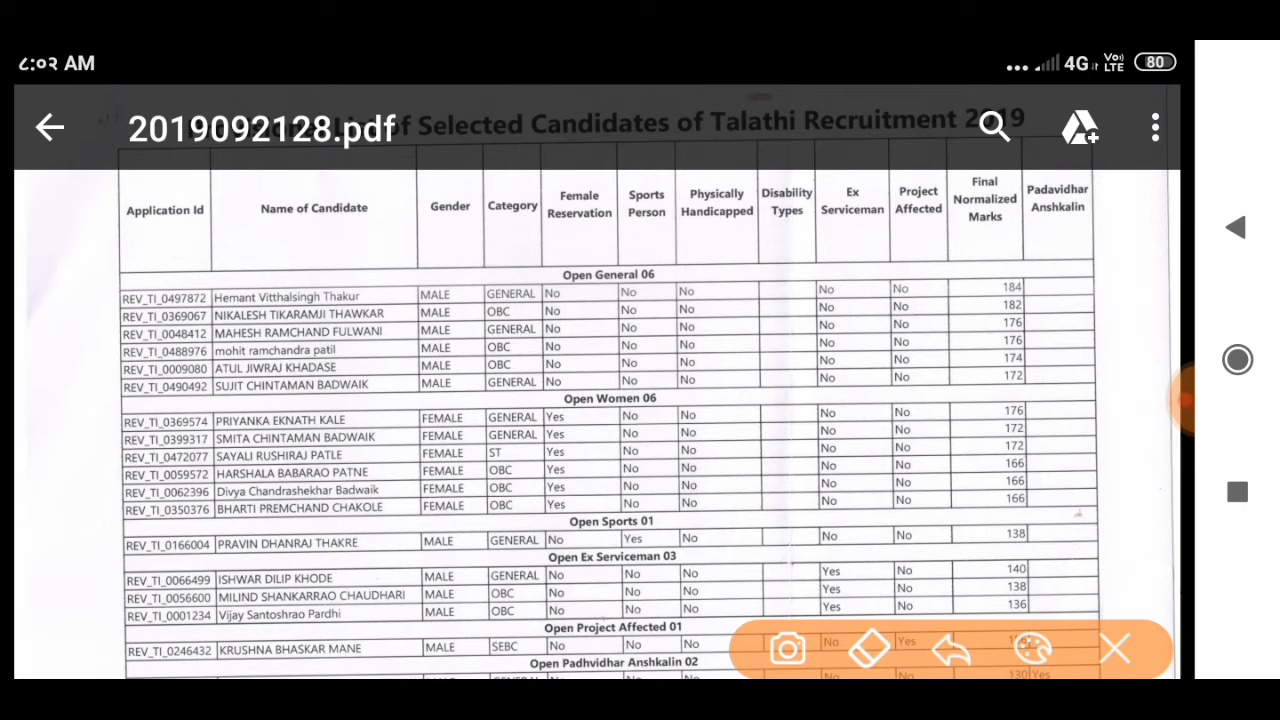 ८:०२ AM
4G Vo) LTE 80
2019092128.pdf
List of Selected Candidates of Talathi Recruitment 2019
Application Id Name of Candidate Gender Category Female Reservation Sports Person Physically Handicapped Disability Types Ex Serviceman Project Affected Final Normalized Marks Padavidhar Anshkalin
Open General 06
REV_TI_0497872 Hemant Vitthalsingh Thakur MALE GENERAL No No No No No 184
REV_TI_0369067 NIKALESH TIKARAMJI THAWKAR MALE OBC No No No No No 182
REV_TI_0048412 MAHESH RAMCHAND FULWANI MALE GENERAL No No No No No 176
REV_TI_0488976 mohit ramchandra patil MALE OBC No No No No No 176
REV_TI_0009080 ATUL JIWRAJ KHADASE MALE OBC No No No No No 174
REV_TI_0490492 SUJIT CHINTAMAN BADWAIK MALE GENERAL No No No No No 172
Open Women 06
REV_TI_0369574 PRIYANKA EKNATH KALE FEMALE GENERAL Yes No No No No 176
REV_TI_0399317 SMITA CHINTAMAN BADWAIK FEMALE GENERAL Yes No No No No 172
REV_TI_0472077 SAYALI RUSHIRAJ PATLE FEMALE ST Yes No No No No 172
REV_TI_0059572 HARSHALA BABARAO PATNE FEMALE OBC Yes No No No No 166
REV_TI_0062396 Divya Chandrashekhar Badwaik FEMALE OBC Yes No No No No 166
REV_TI_0350376 BHARTI PREMCHAND CHAKOLE FEMALE OBC Yes No No No No 166
Open Sports 01
REV_TI_0166004 PRAVIN DHANRAJ THAKRE MALE GENERAL No Yes No No No 138
Open Ex Serviceman 03
REV_TI_0066499 ISHWAR DILIP KHODE MALE GENERAL No No No Yes No 140
REV_TI_0056600 MILIND SHANKARRAO CHAUDHARI MALE OBC No No No Yes No 138
REV_TI_0001234 Vijay Santoshrao Pardhi MALE OBC No No No Yes No 136
Open Project Affected 01
REV_TI_0246432 KRUSHNA BHASKAR MANE MALE SEBC No No No No Yes
Open Padhvidhar Anshkalin 02
130 Yes